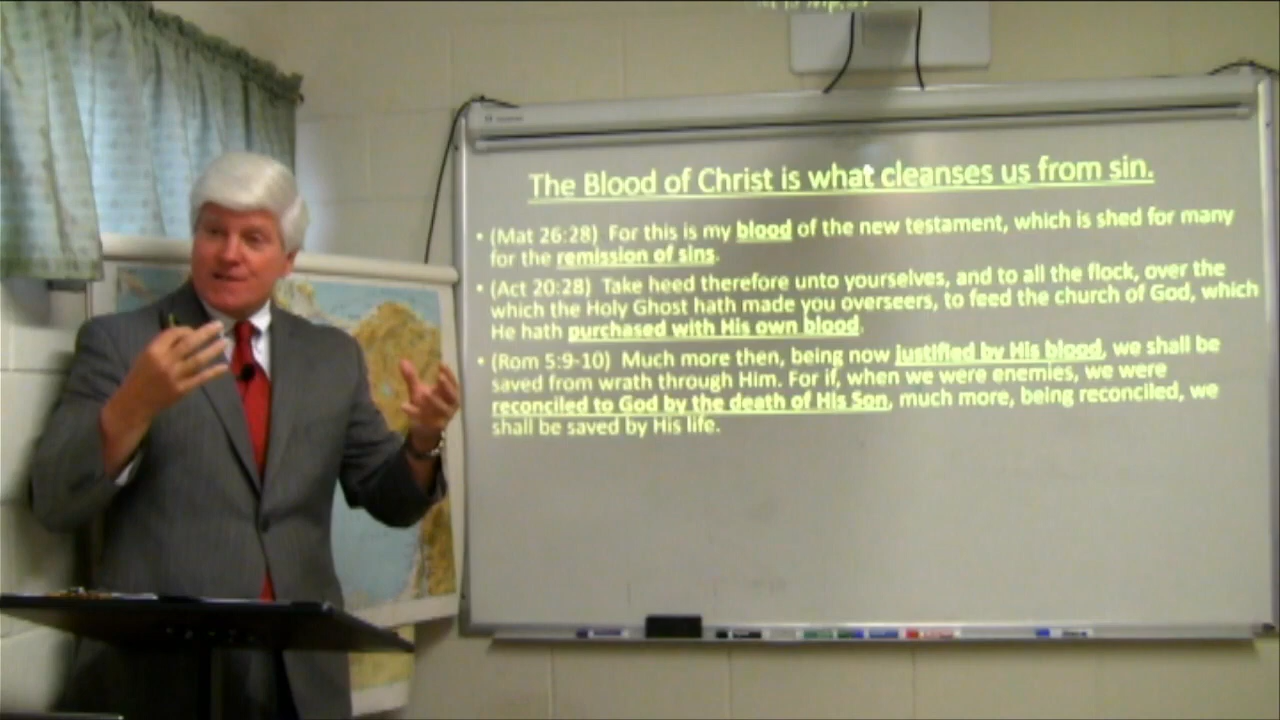 The Blood of Christ is what cleanses us from sin.
• (Mat 26:28) For this is my blood of the new testament, which is shed for many
for the remission of sins.
• (Act 20:28) Take heed therefore unto yourselves, and to all the flock, over the
which the Holy Ghost hath made you overseers, to feed the church of God, which
He hath purchased with His own blood.
• (Rom 5:9-10) Much more then, being now justified by His blood, we shall be
saved from wrath through Him. For if, when we were enemies, we were
reconciled to God by the death of His Son, much more, being reconciled, we
shall be saved by His life.